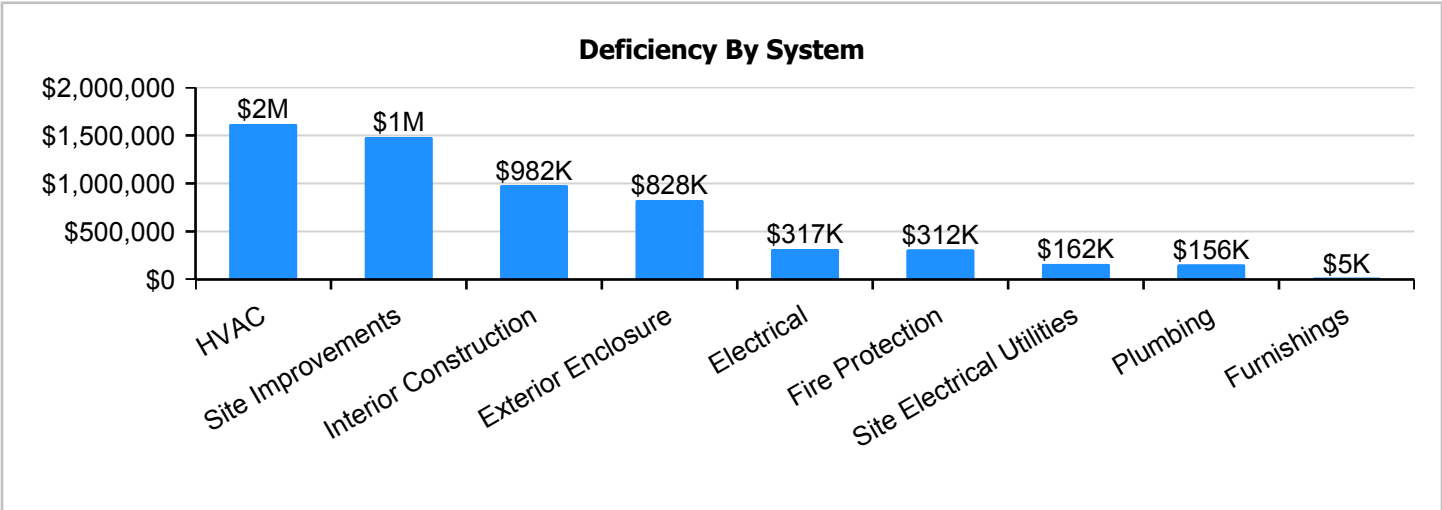 Deficiency By System
$2,000,000
$1,500,000
$1,000,000
$500,000
$0
$2M
$1M
$982K
$828K
$317K
$312K
$162K
$156K
$5K
HVAC
Site Improvements
Interior Construction
Exterior Enclosure
Electrical
Fire Protection
Site Electrical Utilities
Plumbing
Furnishings